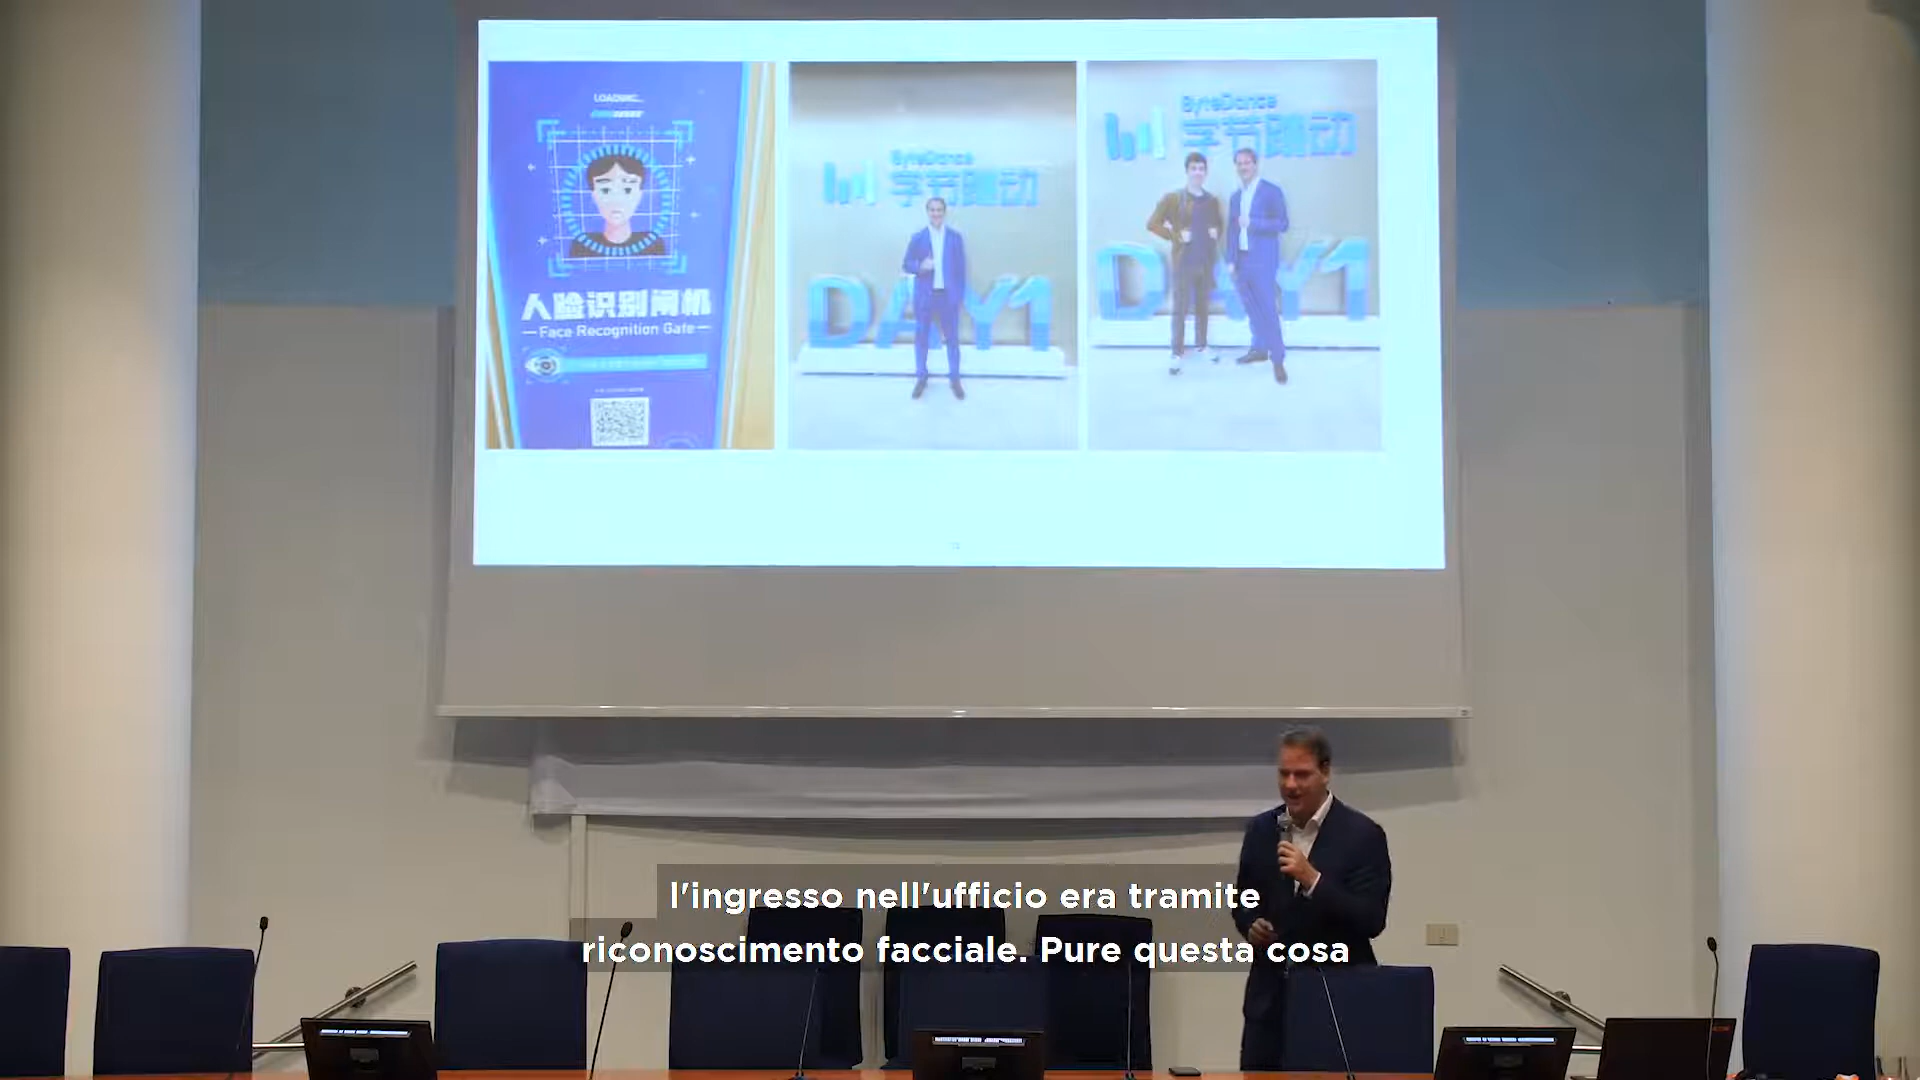 LOADING...
人脸识别闸机
Face Recognition Gate
ByteDance
字节跳动
DAY1
ByteDance
字节跳动
DAY1
l'ingresso nell'ufficio era tramite
riconoscimento facciale. Pure questa cosa